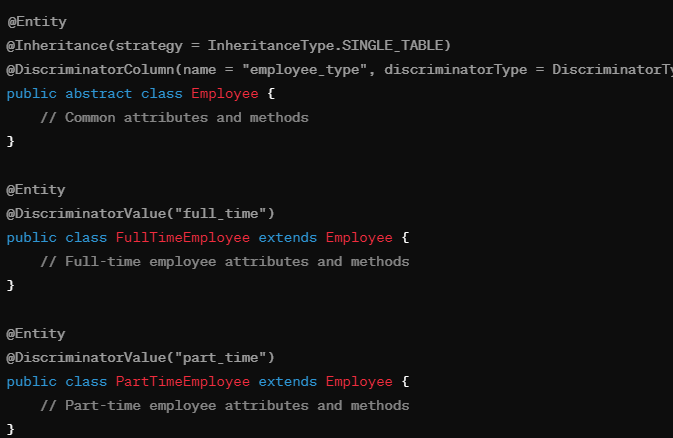 @Entity
@Inheritance(strategy = InheritanceType.SINGLE_TABLE)
@DiscriminatorColumn(name = "employee_type", discriminatorType = DiscriminatorTy
public abstract class Employee {
    // Common attributes and methods
}

@Entity
@DiscriminatorValue("full_time")
public class FullTimeEmployee extends Employee {
    // Full-time employee attributes and methods
}

@Entity
@DiscriminatorValue("part_time")
public class PartTimeEmployee extends Employee {
    // Part-time employee attributes and methods
}